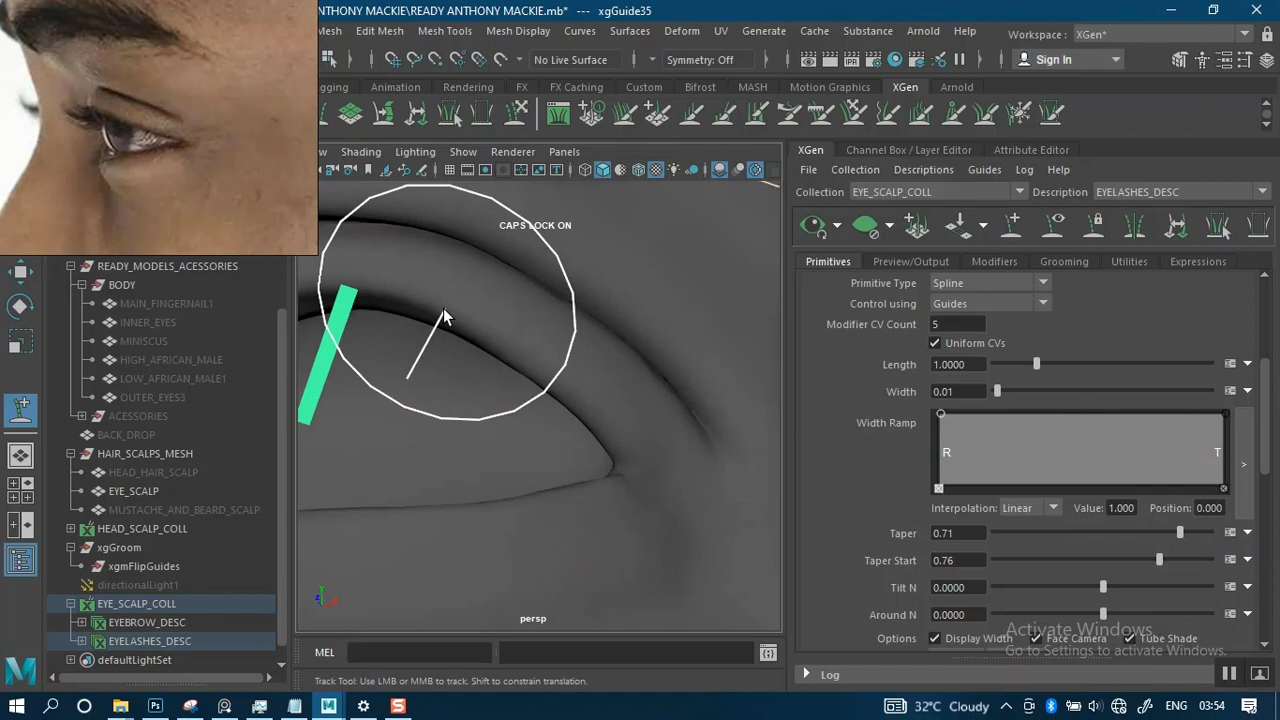 ANTHONY MACKIE\READY ANTHONY MACKIE.mb* --- xgGuide35
Mesh Edit Mesh Mesh Tools Mesh Display Curves Surfaces Deform UV Generate Cache Substance Arnold Help
Workspace : XGen*
No Live Surface Symmetry: Off Sign In
gging Animation Rendering FX FX Caching Custom Bifrost MASH Motion Graphics XGen Arnold
Shading Lighting Show Renderer Panels
XGen Channel Box / Layer Editor Attribute Editor
File Collection Descriptions Guides Log Help
Collection EYE_SCALP_COLL Description EYELASHES_DESC
CAPS LOCK ON
Primitives Preview/Output Modifiers Grooming Utilities Expressions
READY_MODELS_ACESSORIES
BODY
MAIN_FINGERNAIL1
INNER_EYES
MINISCUS
HIGH_AFRICAN_MALE
LOW_AFRICAN_MALE1
OUTER_EYES3
ACESSORIES
BACK_DROP
HAIR_SCALPS_MESH
HEAD_HAIR_SCALP
EYE_SCALP
MUSTACHE_AND_BEARD_SCALP
HEAD_SCALP_COLL
xgGroom
xgmFlipGuides
directionalLight1
EYE_SCALP_COLL
EYEBROW_DESC
EYELASHES_DESC
defaultLightSet
persp
Primitive Type Spline
Control using Guides
Modifier CV Count 5
Uniform CVs
Length 1.0000
Width 0.01
Width Ramp
R T
>
Interpolation: Linear Value: 1.000 Position: 0.000
Taper 0.71
Taper Start 0.76
Tilt N 0.0000
Around N 0.0000
Options Display Width Face Camera Tube Shade
Activate Windows
Go to Settings to activate Windows.
MEL
Log
Track Tool: Use LMB or MMB to track. Shift to constrain translation.
32°C Cloudy ENG 03:54